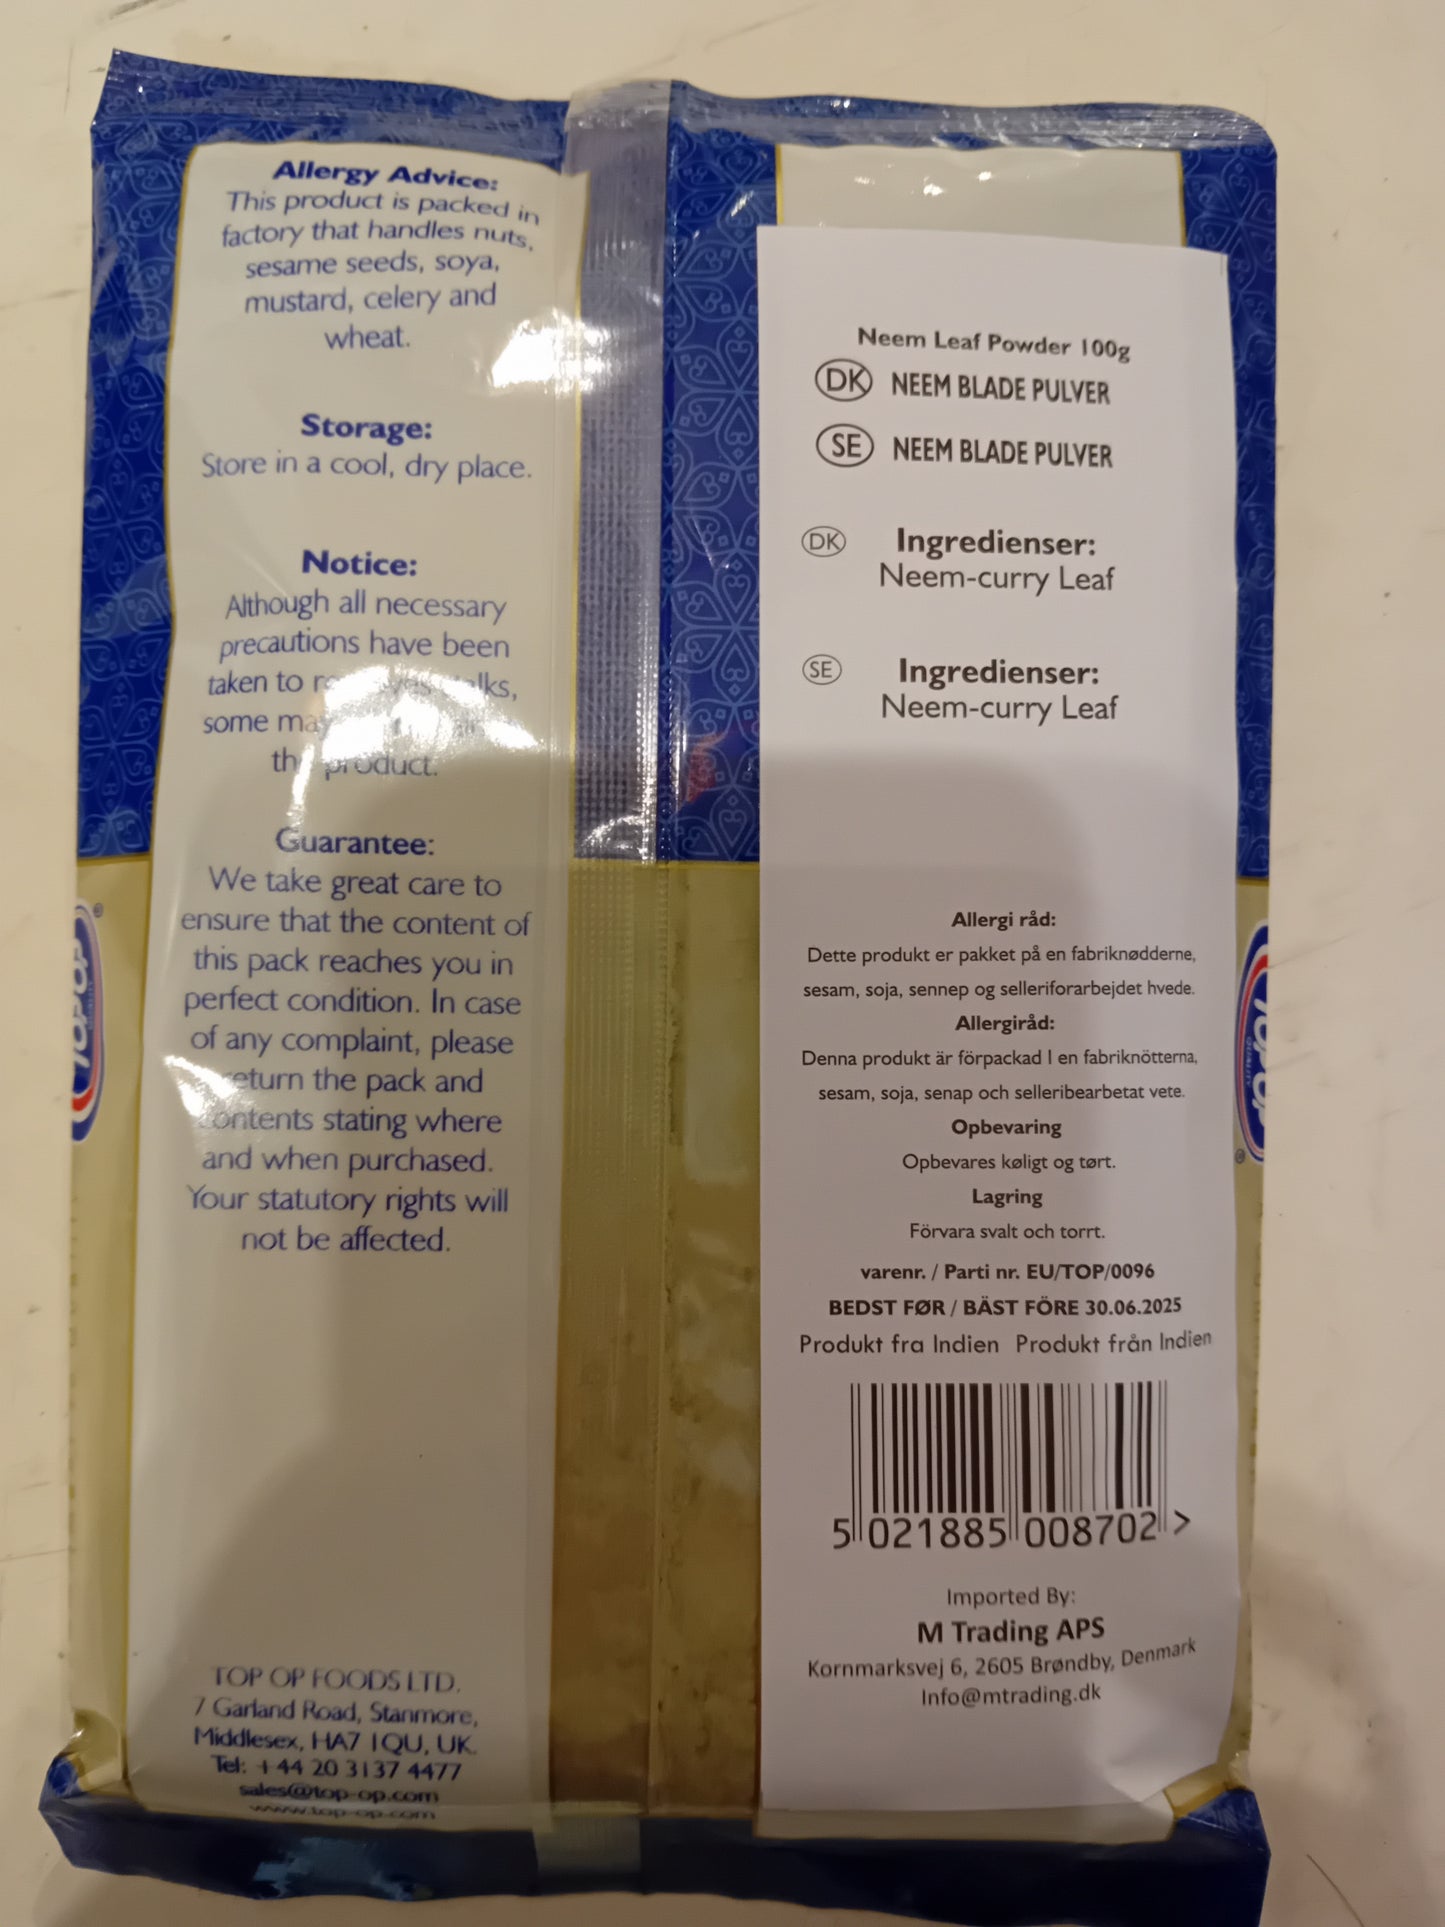 Allergy Advice:
This product is packed in
factory that handles nuts,
sesame seeds, soya,
mustard, celery and
wheat.
Storage:
Store in a cool, dry place.
Notice:
Although all necessary
precautions have been
taken to
some may
the product.
Guarantee:
We take great care to
ensure that the content of
this pack reaches you in
perfect condition. In case
of any complaint, please
return the pack and
contents stating where
and when purchased.
Your statutory rights will
not be affected.
TOP OP FOODS LTD.
7 Garland Road, Stanmore,
Middlesex, HA7 1QU, UK.
Tel: +44 20 3137 4477
sales@top-op.com
www.top-op.com
Neem Leaf Powder 100g
DK NEEM BLADE PULVER
SE NEEM BLADE PULVER
DK Ingredienser:
Neem-curry Leaf
SE Ingredienser:
Neem-curry Leaf
Allergi råd:
Dette produkt er pakket på en fabriknødderne,
sesam, soja, sennep og selleriforarbejdet hvede.
Allergiråd:
Denna produkt är förpackad I en fabriknötterna,
sesam, soja, senap och selleribearbetat vete.
Opbevaring
Opbevares køligt og tørt.
Lagring
Förvara svalt och torrt.
varenr. / Parti nr. EU/TOP/0096
BEDST FØR / BÄST FÖRE 30.06.2025
Produkt fra Indien Produkt från Indien
5 021885 008702 >
Imported By:
M Trading APS
Kornmarksvej 6, 2605 Brøndby, Denmark
Info@mtrading.dk
TOP OP
QUALITY